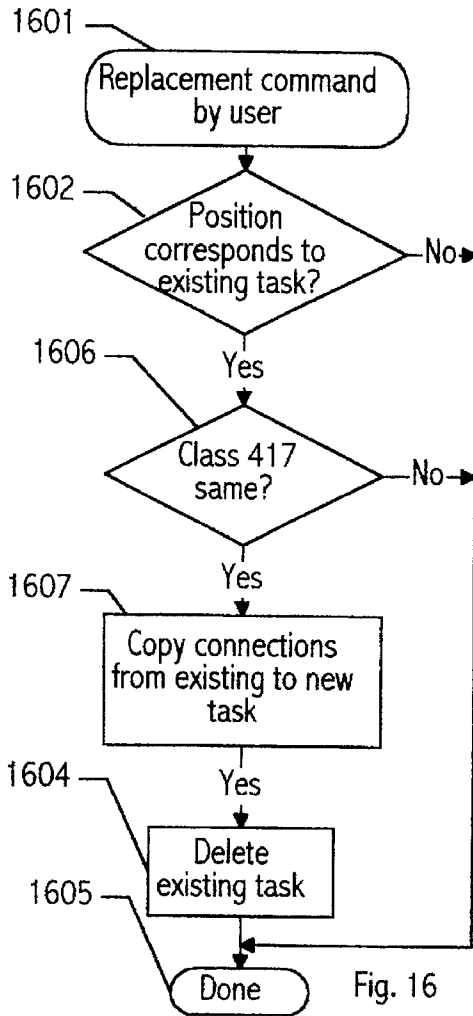 1601
Replacement command
by user
1602
Position
corresponds to
existing task?
No
Yes
1606
Class 417
same?
No
Yes
1607
Copy connections
from existing to new
task
Yes
1604
Delete
existing task
1605
Done
Fig. 16